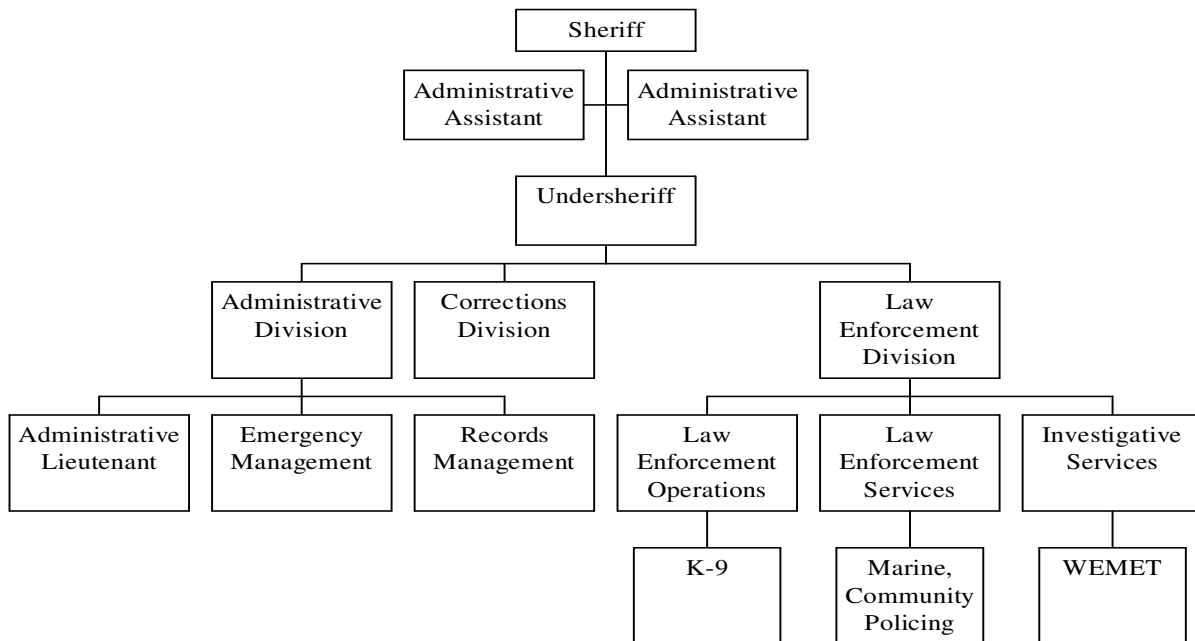 Sheriff
Administrative
Assistant
Administrative
Assistant
Undersheriff
Administrative
Division
Corrections
Division
Law
Enforcement
Division
Administrative
Lieutenant
Emergency
Management
Records
Management
Law
Enforcement
Operations
Law
Enforcement
Services
Investigative
Services
K-9
Marine,
Community
Policing
WEMET